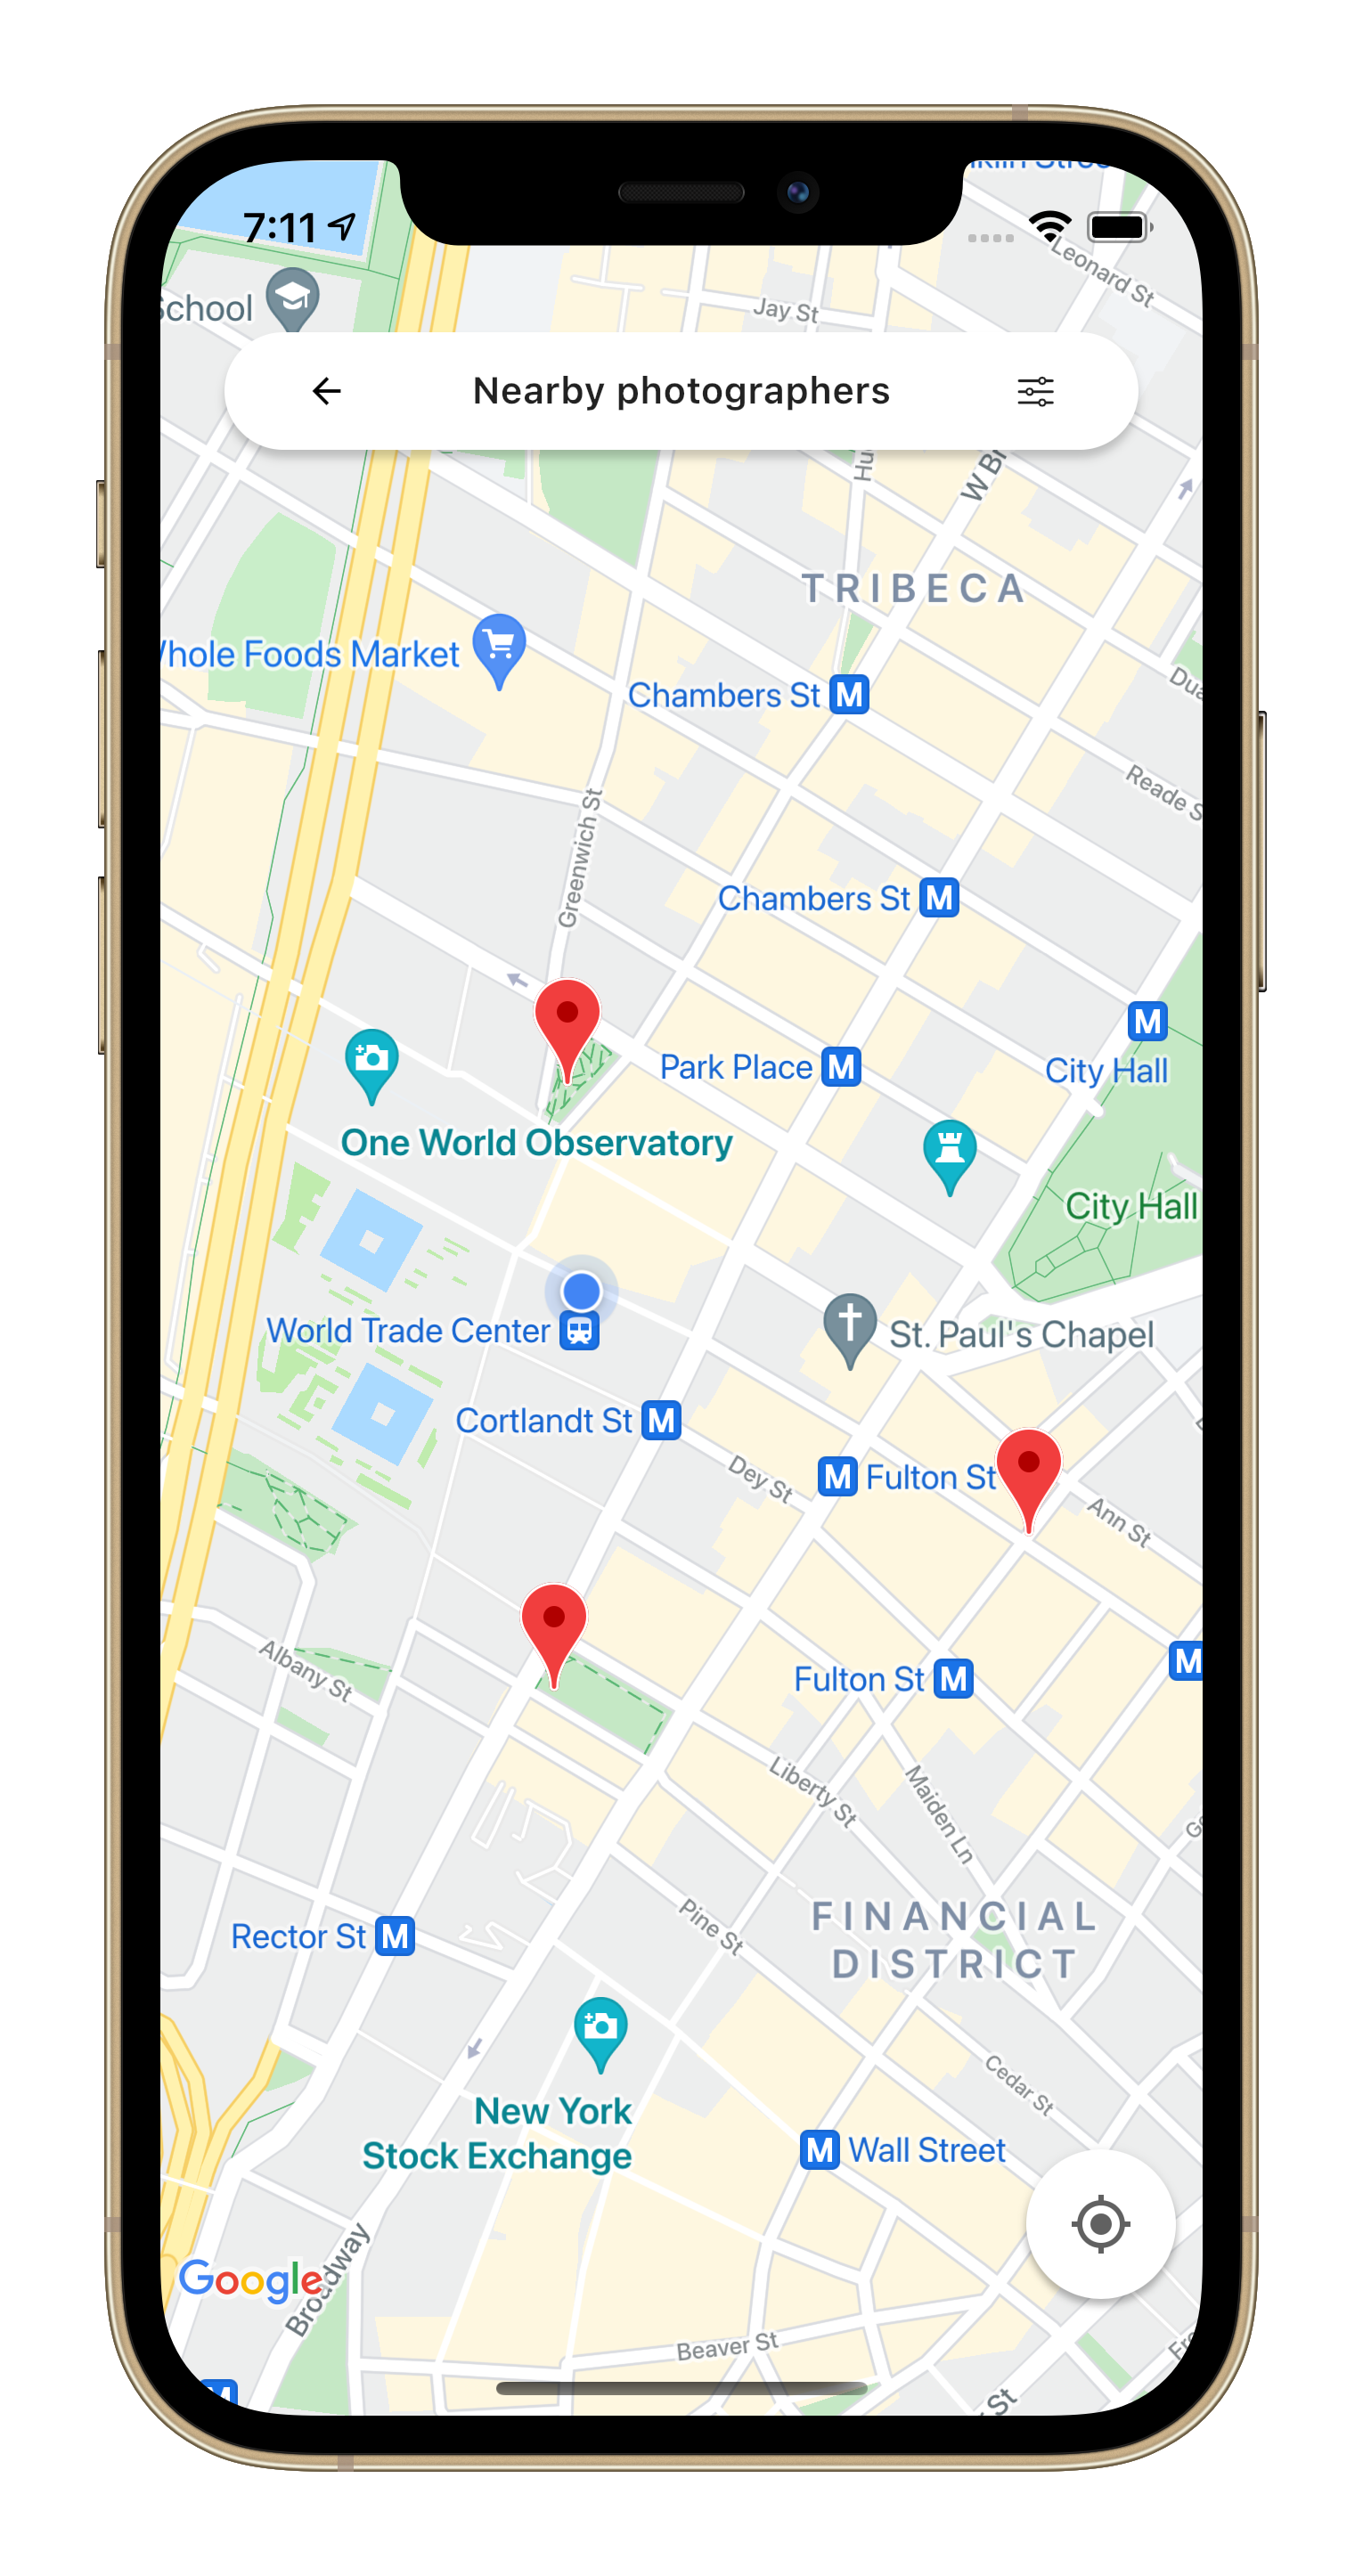 7:11
Leonard St
School
Jay St
Nearby photographers
TRIBECA
Whole Foods Market
Chambers St M
Reade S
Greenwich St
Chambers St M
M
City Hall
Park Place M
One World Observatory
City Hall
World Trade Center
St. Paul's Chapel
Cortlandt St M
Dey St
M Fulton St
Ann St
M
Albany St
Fulton St M
Liberty St
Maiden Ln
Pine St
FINANCIAL
DISTRICT
Rector St M
Cedar St
New York
Stock Exchange
M Wall Street
Google
Broadway
Beaver St
M
St